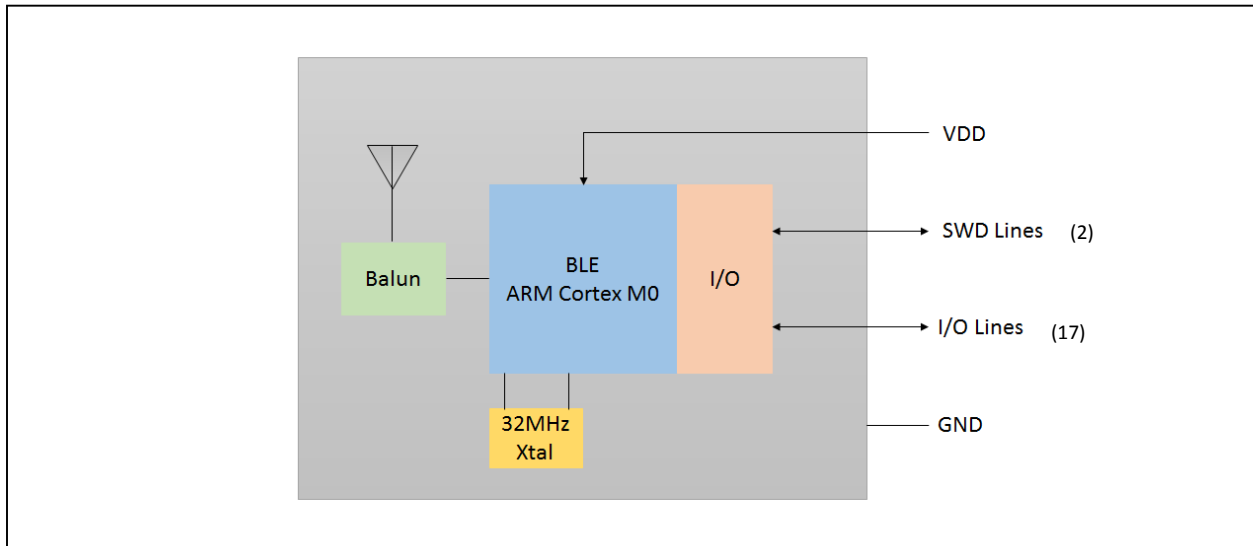 VDD
SWD Lines (2)
Balun
BLE
ARM Cortex M0
I/O
I/O Lines (17)
32MHz
Xtal
GND